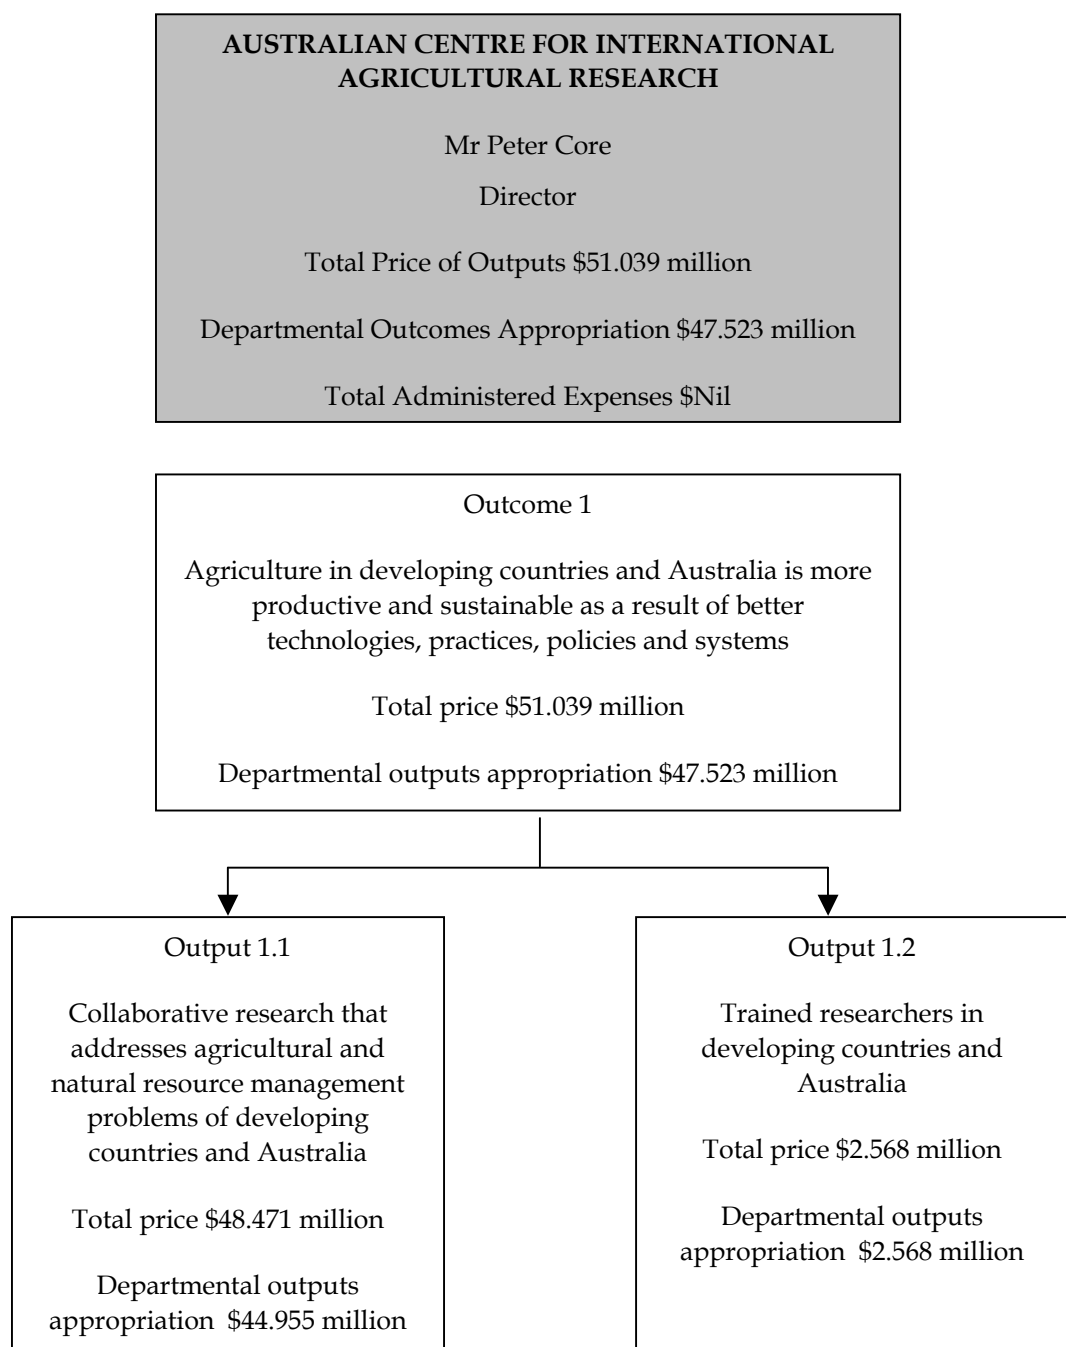 AUSTRALIAN CENTRE FOR INTERNATIONAL
AGRICULTURAL RESEARCH
Mr Peter Core
Director
Total Price of Outputs $51.039 million
Departmental Outcomes Appropriation $47.523 million
Total Administered Expenses $Nil
Outcome 1
Agriculture in developing countries and Australia is more
productive and sustainable as a result of better
technologies, practices, policies and systems
Total price $51.039 million
Departmental outputs appropriation $47.523 million
Output 1.1
Collaborative research that
addresses agricultural and
natural resource management
problems of developing
countries and Australia
Total price $48.471 million
Departmental outputs
appropriation  $44.955 million
Output 1.2
Trained researchers in
developing countries and
Australia
Total price $2.568 million
Departmental outputs
appropriation  $2.568 million